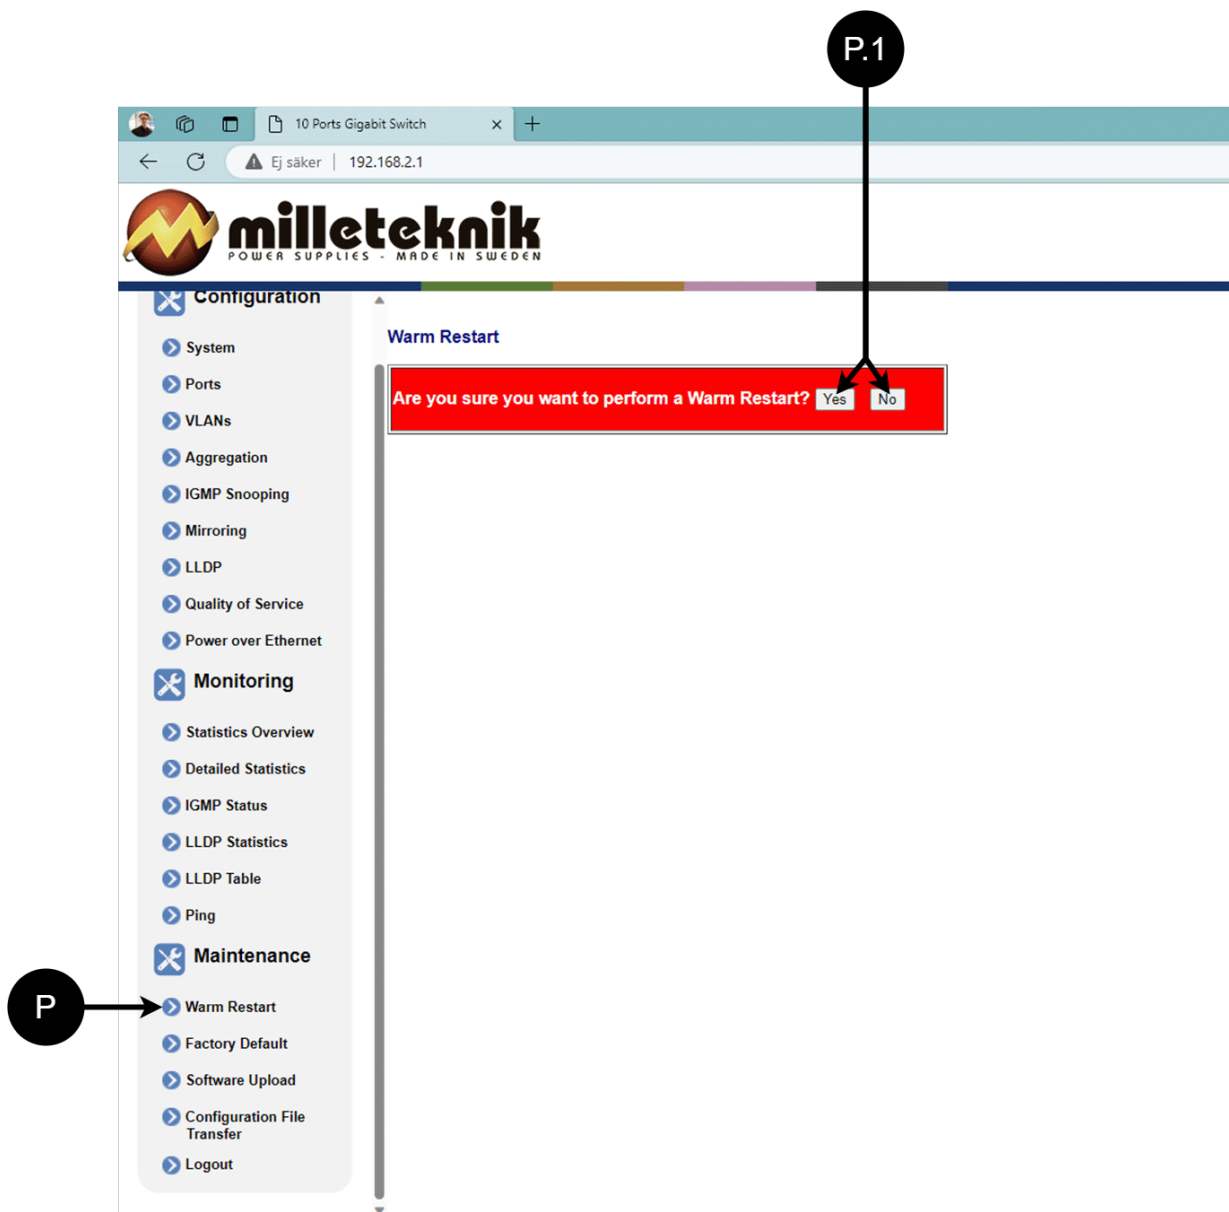 P.1
10 Ports Gigabit Switch
Ej säker | 192.168.2.1
milleteknik
POWER SUPPLIES - MADE IN SWEDEN
Configuration
System
Ports
VLANs
Aggregation
IGMP Snooping
Mirroring
LLDP
Quality of Service
Power over Ethernet
Monitoring
Statistics Overview
Detailed Statistics
IGMP Status
LLDP Statistics
LLDP Table
Ping
Maintenance
P
Warm Restart
Factory Default
Software Upload
Configuration File
Transfer
Logout
Warm Restart
Are you sure you want to perform a Warm Restart? Yes No